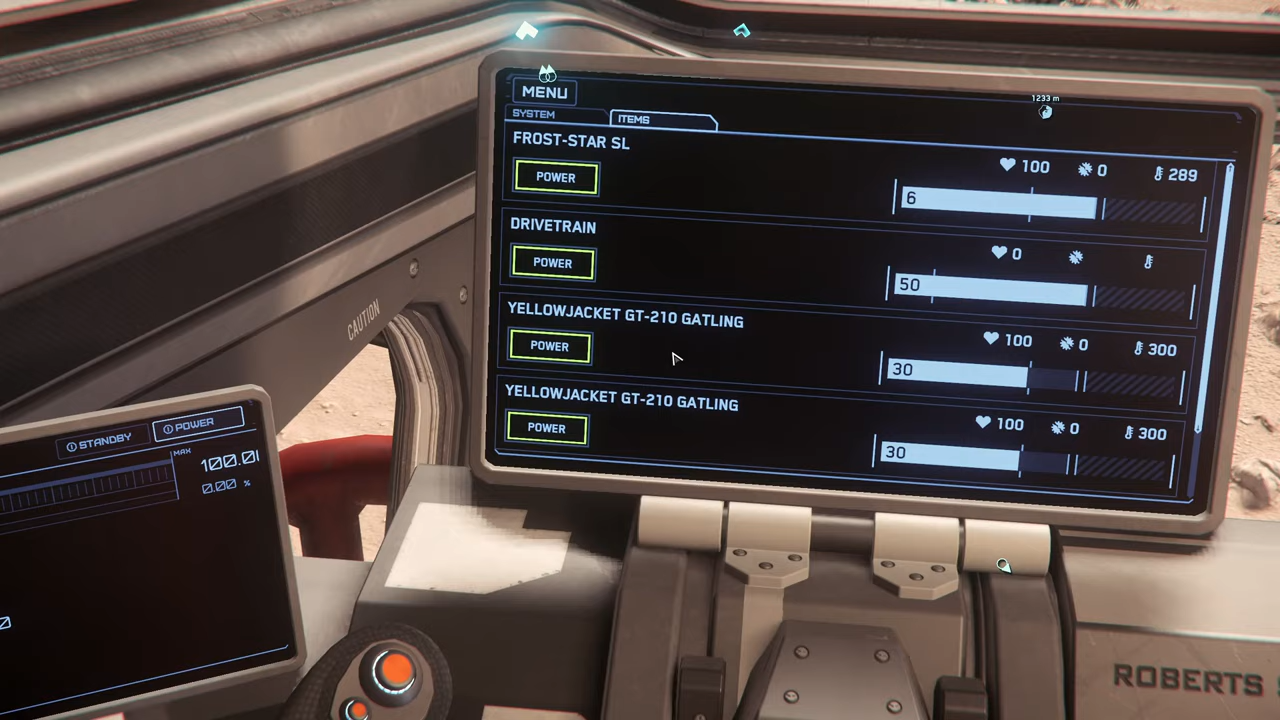 MENU
SYSTEM
ITEMS
1233 m
FROST-STAR SL
POWER
100
0
289
6
DRIVETRAIN
POWER
0
50
YELLOWJACKET GT-210 GATLING
POWER
100
0
300
30
YELLOWJACKET GT-210 GATLING
POWER
100
0
300
30
CAUTION
STANDBY
POWER
MAX
100.0
0.00 %
ROBERTS